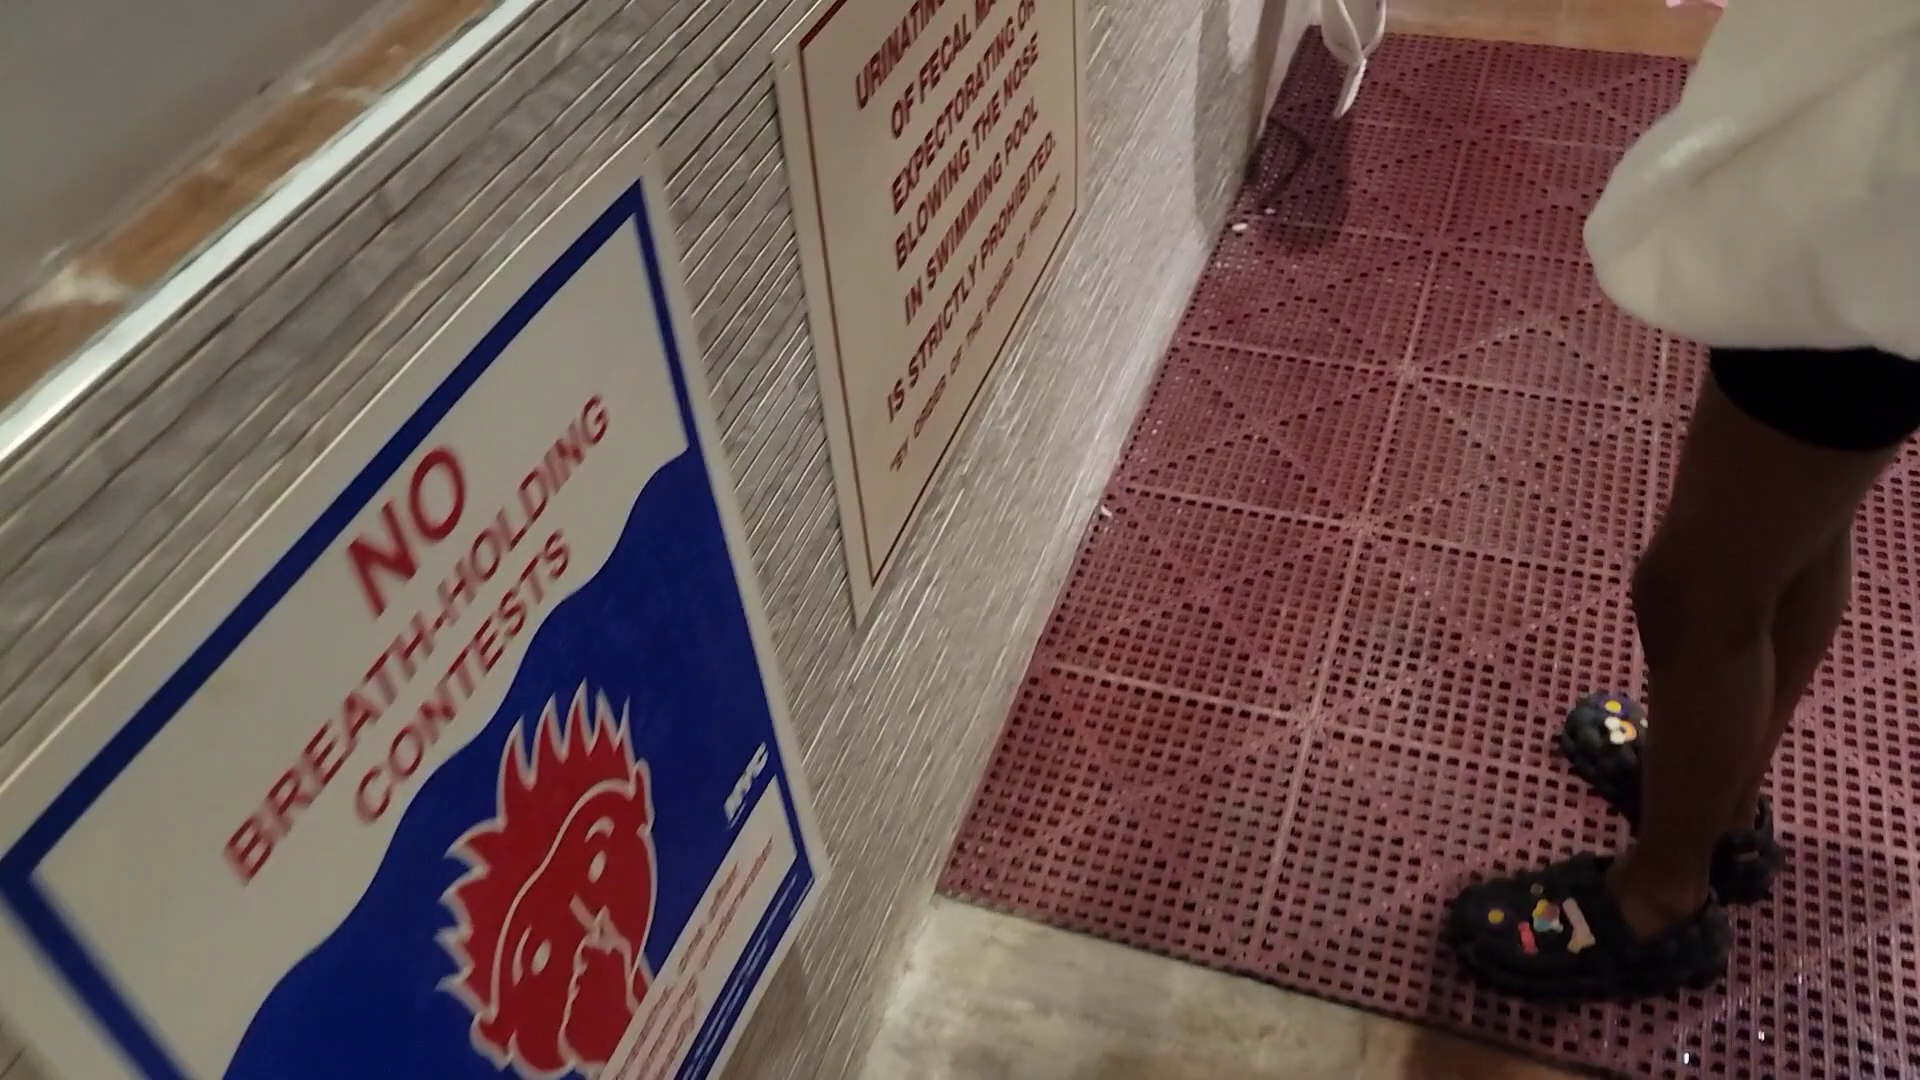 NO
BREATH-HOLDING
CONTESTS
NYC
URINATING
OF FECAL
EXPECTORATING OR
BLOWING THE NOSE
IN SWIMMING POOL
IS STRICTLY PROHIBITED.
"BY ORDER OF THE BOARD OF HEALTH"